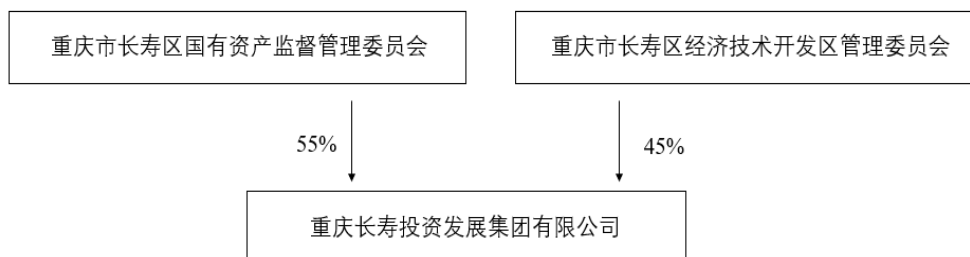 重庆市长寿区国有资产监督管理委员会
重庆市长寿区经济技术开发区管理委员会
55%
45%
重庆长寿投资发展集团有限公司